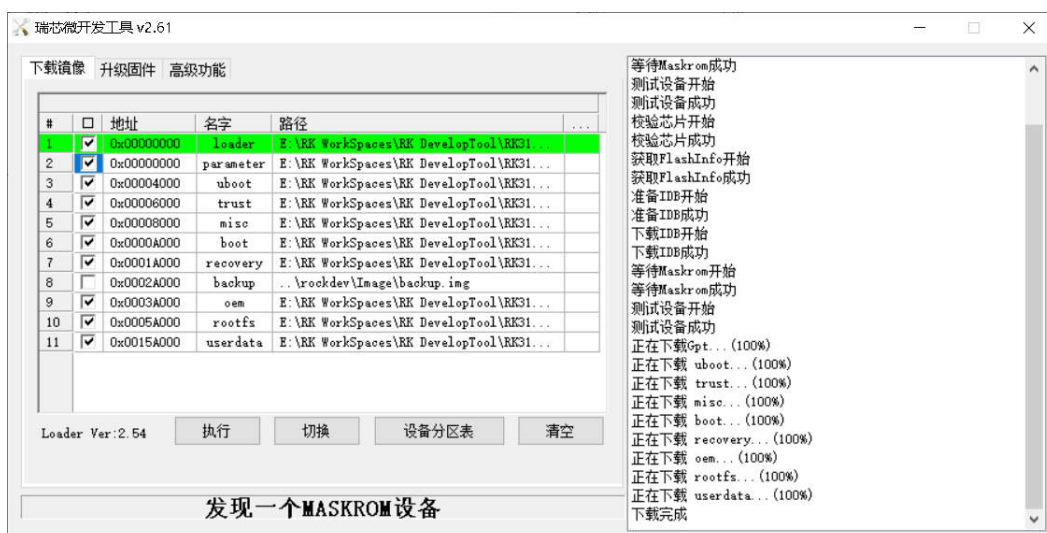 瑞芯微开发工具 v2.61
下载镜像 升级固件 高级功能
# 地址 名字 路径 ...
1 0x00000000 loader E:\RK WorkSpaces\RK DevelopTool\RK31...
2 0x00000000 parameter E:\RK WorkSpaces\RK DevelopTool\RK31...
3 0x00004000 uboot E:\RK WorkSpaces\RK DevelopTool\RK31...
4 0x00006000 trust E:\RK WorkSpaces\RK DevelopTool\RK31...
5 0x00008000 misc E:\RK WorkSpaces\RK DevelopTool\RK31...
6 0x0000A000 boot E:\RK WorkSpaces\RK DevelopTool\RK31...
7 0x0001A000 recovery E:\RK WorkSpaces\RK DevelopTool\RK31...
8 0x0002A000 backup ..\rockdev\Image\backup.img
9 0x0003A000 oem E:\RK WorkSpaces\RK DevelopTool\RK31...
10 0x0005A000 rootfs E:\RK WorkSpaces\RK DevelopTool\RK31...
11 0x0015A000 userdata E:\RK WorkSpaces\RK DevelopTool\RK31...
Loader Ver:2.54 执行 切换 设备分区表 清空
发现一个MASKROM设备
等待Maskrom成功
测试设备开始
测试设备成功
校验芯片开始
校验芯片成功
获取FlashInfo开始
获取FlashInfo成功
准备IDB开始
准备IDB成功
下载IDB开始
下载IDB成功
等待Maskrom开始
等待Maskrom成功
测试设备开始
测试设备成功
正在下载Gpt...(100%)
正在下载 uboot...(100%)
正在下载 trust...(100%)
正在下载 misc...(100%)
正在下载 boot...(100%)
正在下载 recovery...(100%)
正在下载 oem...(100%)
正在下载 rootfs...(100%)
正在下载 userdata...(100%)
下载完成